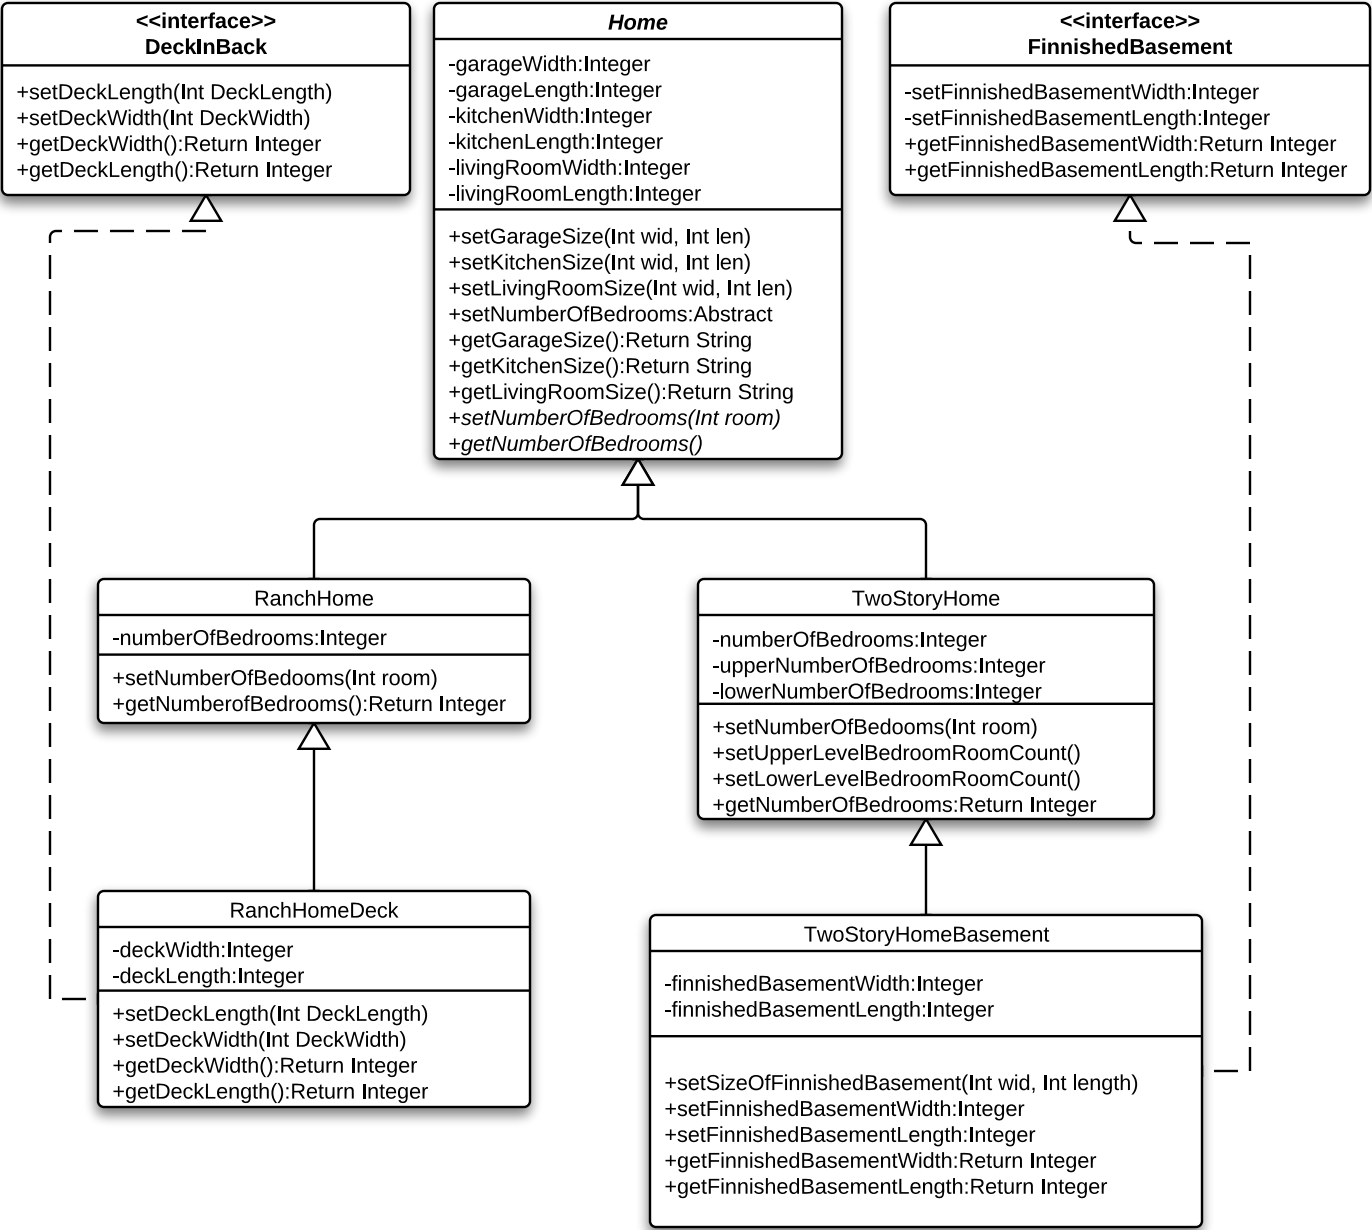 <<interface>>
DeckInBack
+setDeckLength(Int DeckLength)
+setDeckWidth(Int DeckWidth)
+getDeckWidth():Return Integer
+getDeckLength():Return Integer
Home
-garageWidth:Integer
-garageLength:Integer
-kitchenWidth:Integer
-kitchenLength:Integer
-livingRoomWidth:Integer
-livingRoomLength:Integer
+setGarageSize(Int wid, Int len)
+setKitchenSize(Int wid, Int len)
+setLivingRoomSize(Int wid, Int len)
+setNumberOfBedrooms:Abstract
+getGarageSize():Return String
+getKitchenSize():Return String
+getLivingRoomSize():Return String
+setNumberOfBedrooms(Int room)
+getNumberOfBedrooms()
<<interface>>
FinnishedBasement
-setFinnishedBasementWidth:Integer
-setFinnishedBasementLength:Integer
+getFinnishedBasementWidth:Return Integer
+getFinnishedBasementLength:Return Integer
RanchHome
-numberOfBedrooms:Integer
+setNumberOfBedooms(Int room)
+getNumberofBedrooms():Return Integer
TwoStoryHome
-numberOfBedrooms:Integer
-upperNumberOfBedrooms:Integer
-lowerNumberOfBedrooms:Integer
+setNumberOfBedooms(Int room)
+setUpperLevelBedroomRoomCount()
+setLowerLevelBedroomRoomCount()
+getNumberOfBedrooms:Return Integer
RanchHomeDeck
-deckWidth:Integer
-deckLength:Integer
+setDeckLength(Int DeckLength)
+setDeckWidth(Int DeckWidth)
+getDeckWidth():Return Integer
+getDeckLength():Return Integer
TwoStoryHomeBasement
-finnishedBasementWidth:Integer
-finnishedBasementLength:Integer
+setSizeOfFinnishedBasement(Int wid, Int length)
+setFinnishedBasementWidth:Integer
+setFinnishedBasementLength:Integer
+getFinnishedBasementWidth:Return Integer
+getFinnishedBasementLength:Return Integer